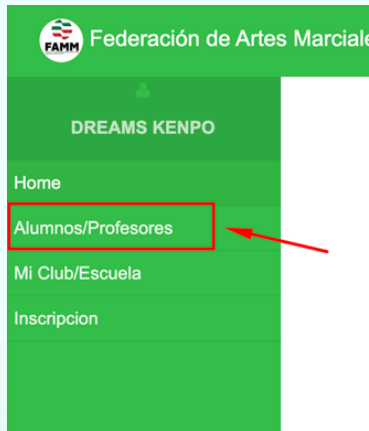 FAMM
Federación de Artes Marciale
DREAMS KENPO
Home
Alumnos/Profesores
Mi Club/Escuela
Inscripcion